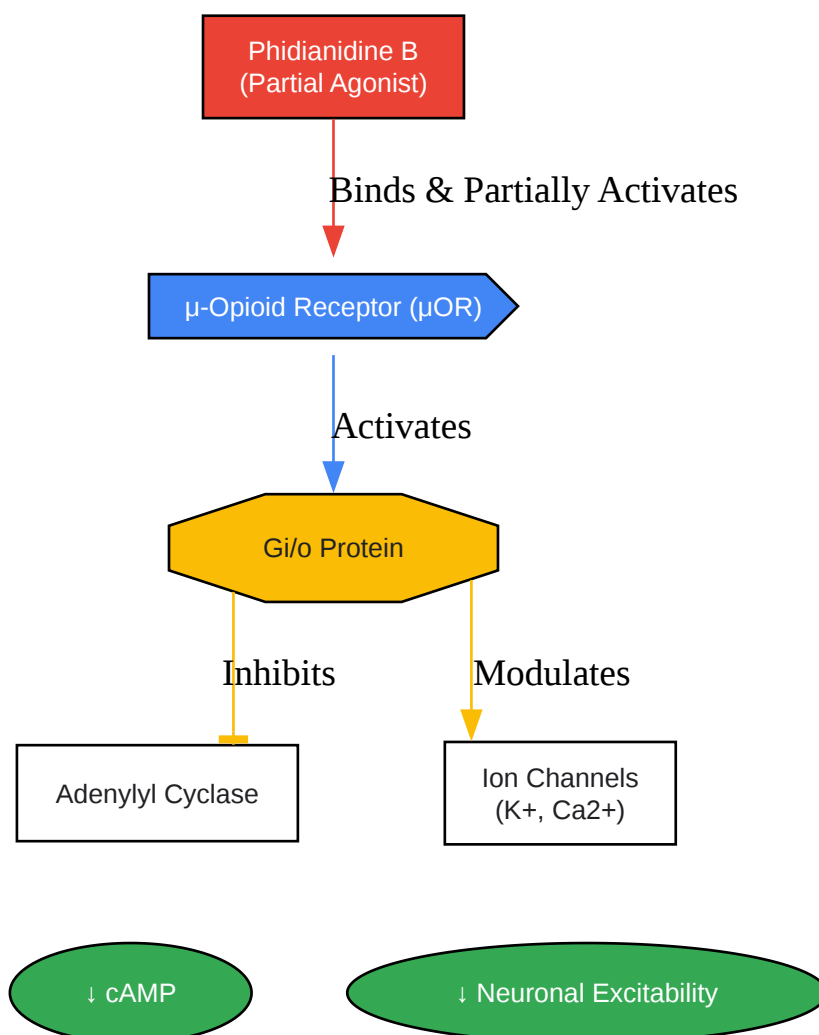 Phidianidine B
(Partial Agonist)
Binds & Partially Activates
μ-Opioid Receptor (μOR)
Activates
Gi/o Protein
Inhibits
Modulates
Adenylyl Cyclase
Ion Channels
(K+, Ca2+)
↓ cAMP
↓ Neuronal Excitability